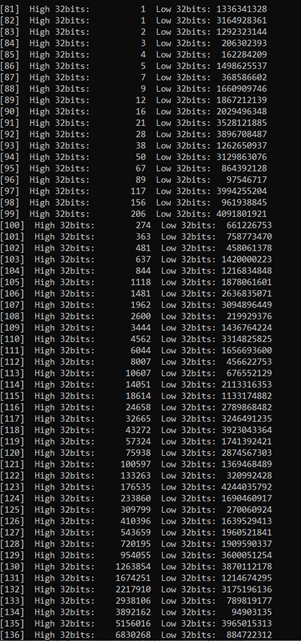 [81] High 32bits: 1 Low 32bits: 1336341328
[82] High 32bits: 1 Low 32bits: 3164928361
[83] High 32bits: 2 Low 32bits: 1292323144
[84] High 32bits: 3 Low 32bits: 206302393
[85] High 32bits: 4 Low 32bits: 162284209
[86] High 32bits: 5 Low 32bits: 1498625537
[87] High 32bits: 7 Low 32bits: 368586602
[88] High 32bits: 9 Low 32bits: 1660909746
[89] High 32bits: 12 Low 32bits: 1867212139
[90] High 32bits: 16 Low 32bits: 2029496348
[91] High 32bits: 21 Low 32bits: 3528121885
[92] High 32bits: 28 Low 32bits: 3896708487
[93] High 32bits: 38 Low 32bits: 1262650937
[94] High 32bits: 50 Low 32bits: 3129863076
[95] High 32bits: 67 Low 32bits: 864392128
[96] High 32bits: 89 Low 32bits: 97546717
[97] High 32bits: 117 Low 32bits: 3994255204
[98] High 32bits: 156 Low 32bits: 961938845
[99] High 32bits: 206 Low 32bits: 4091801921
[100] High 32bits: 274 Low 32bits: 661226753
[101] High 32bits: 363 Low 32bits: 758773470
[102] High 32bits: 481 Low 32bits: 458061378
[103] High 32bits: 637 Low 32bits: 1420000223
[104] High 32bits: 844 Low 32bits: 1216834848
[105] High 32bits: 1118 Low 32bits: 1878061601
[106] High 32bits: 1481 Low 32bits: 2636835071
[107] High 32bits: 1962 Low 32bits: 3094896449
[108] High 32bits: 2600 Low 32bits: 219929376
[109] High 32bits: 3444 Low 32bits: 1436764224
[110] High 32bits: 4562 Low 32bits: 3314825825
[111] High 32bits: 6044 Low 32bits: 1656693600
[112] High 32bits: 8007 Low 32bits: 456622753
[113] High 32bits: 10607 Low 32bits: 676552129
[114] High 32bits: 14051 Low 32bits: 2113316353
[115] High 32bits: 18614 Low 32bits: 1133174882
[116] High 32bits: 24658 Low 32bits: 2789868482
[117] High 32bits: 32665 Low 32bits: 3246491235
[118] High 32bits: 43272 Low 32bits: 3923043364
[119] High 32bits: 57324 Low 32bits: 1741392421
[120] High 32bits: 75938 Low 32bits: 2874567303
[121] High 32bits: 100597 Low 32bits: 1369468489
[122] High 32bits: 133263 Low 32bits: 320992428
[123] High 32bits: 176535 Low 32bits: 4244035792
[124] High 32bits: 233860 Low 32bits: 1690460917
[125] High 32bits: 309799 Low 32bits: 270060924
[126] High 32bits: 410396 Low 32bits: 1639529413
[127] High 32bits: 543659 Low 32bits: 1960521841
[128] High 32bits: 720195 Low 32bits: 1909590337
[129] High 32bits: 954055 Low 32bits: 3600051254
[130] High 32bits: 1263854 Low 32bits: 3870112178
[131] High 32bits: 1674251 Low 32bits: 1214674295
[132] High 32bits: 2217910 Low 32bits: 3175196136
[133] High 32bits: 2938106 Low 32bits: 789819177
[134] High 32bits: 3892162 Low 32bits: 94903135
[135] High 32bits: 5156016 Low 32bits: 3965015313
[136] High 32bits: 6830268 Low 32bits: 884722312